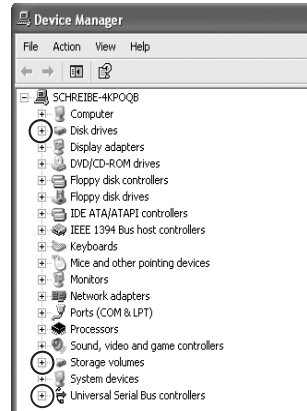 Device Manager
File Action View Help
SCHREIBE-4KPOQB
Computer
Disk drives
Display adapters
DVD/CD-ROM drives
Floppy disk controllers
Floppy disk drives
IDE ATA/ATAPI controllers
IEEE 1394 Bus host controllers
Keyboards
Mice and other pointing devices
Monitors
Network adapters
Ports (COM & LPT)
Processors
Sound, video and game controllers
Storage volumes
System devices
Universal Serial Bus controllers